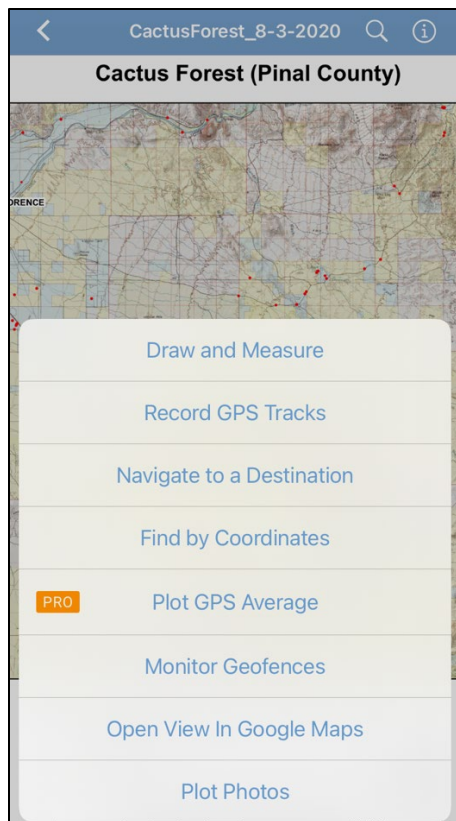 CactusForest_8-3-2020
Cactus Forest (Pinal County)
ORENCE
Draw and Measure
Record GPS Tracks
Navigate to a Destination
Find by Coordinates
PRO Plot GPS Average
Monitor Geofences
Open View In Google Maps
Plot Photos